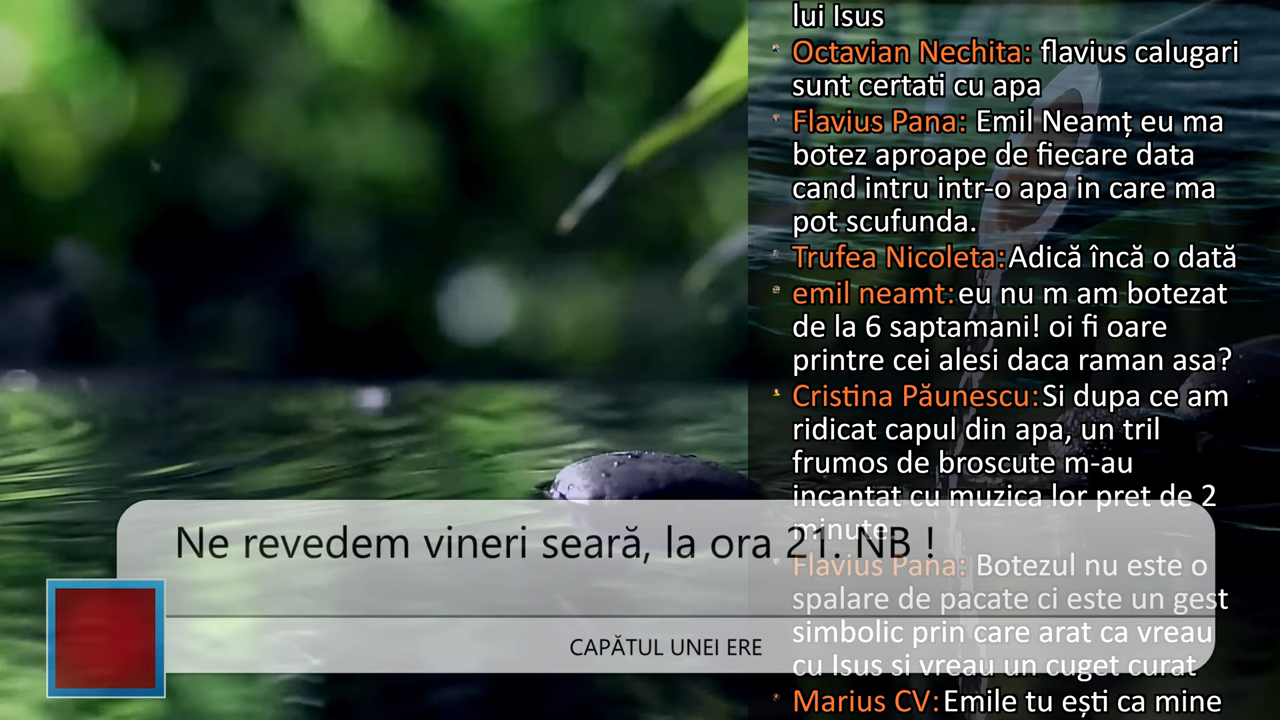 lui Isus
Octavian Nechita: flavius calugari
sunt certati cu apa
Flavius Pana: Emil Neamț eu ma
botez aproape de fiecare data
cand intru intr-o apa in care ma
pot scufunda.
Trufea Nicoleta: Adică încă o dată
emil neamt: eu nu m am botezat
de la 6 saptamani! oi fi oare
printre cei alesi daca raman asa?
Cristina Păunescu: Si dupa ce am
ridicat capul din apa, un tril
frumos de broscute m-au
incantat cu muzica lor pret de 2
minute
Flavius Pana: Botezul nu este o
spalare de pacate ci este un gest
simbolic prin care arat ca vreau
cu Isus si vreau un cuget curat
Marius CV: Emile tu ești ca mine
Ne revedem vineri seară, la ora 21. NB !
CAPĂTUL UNEI ERE